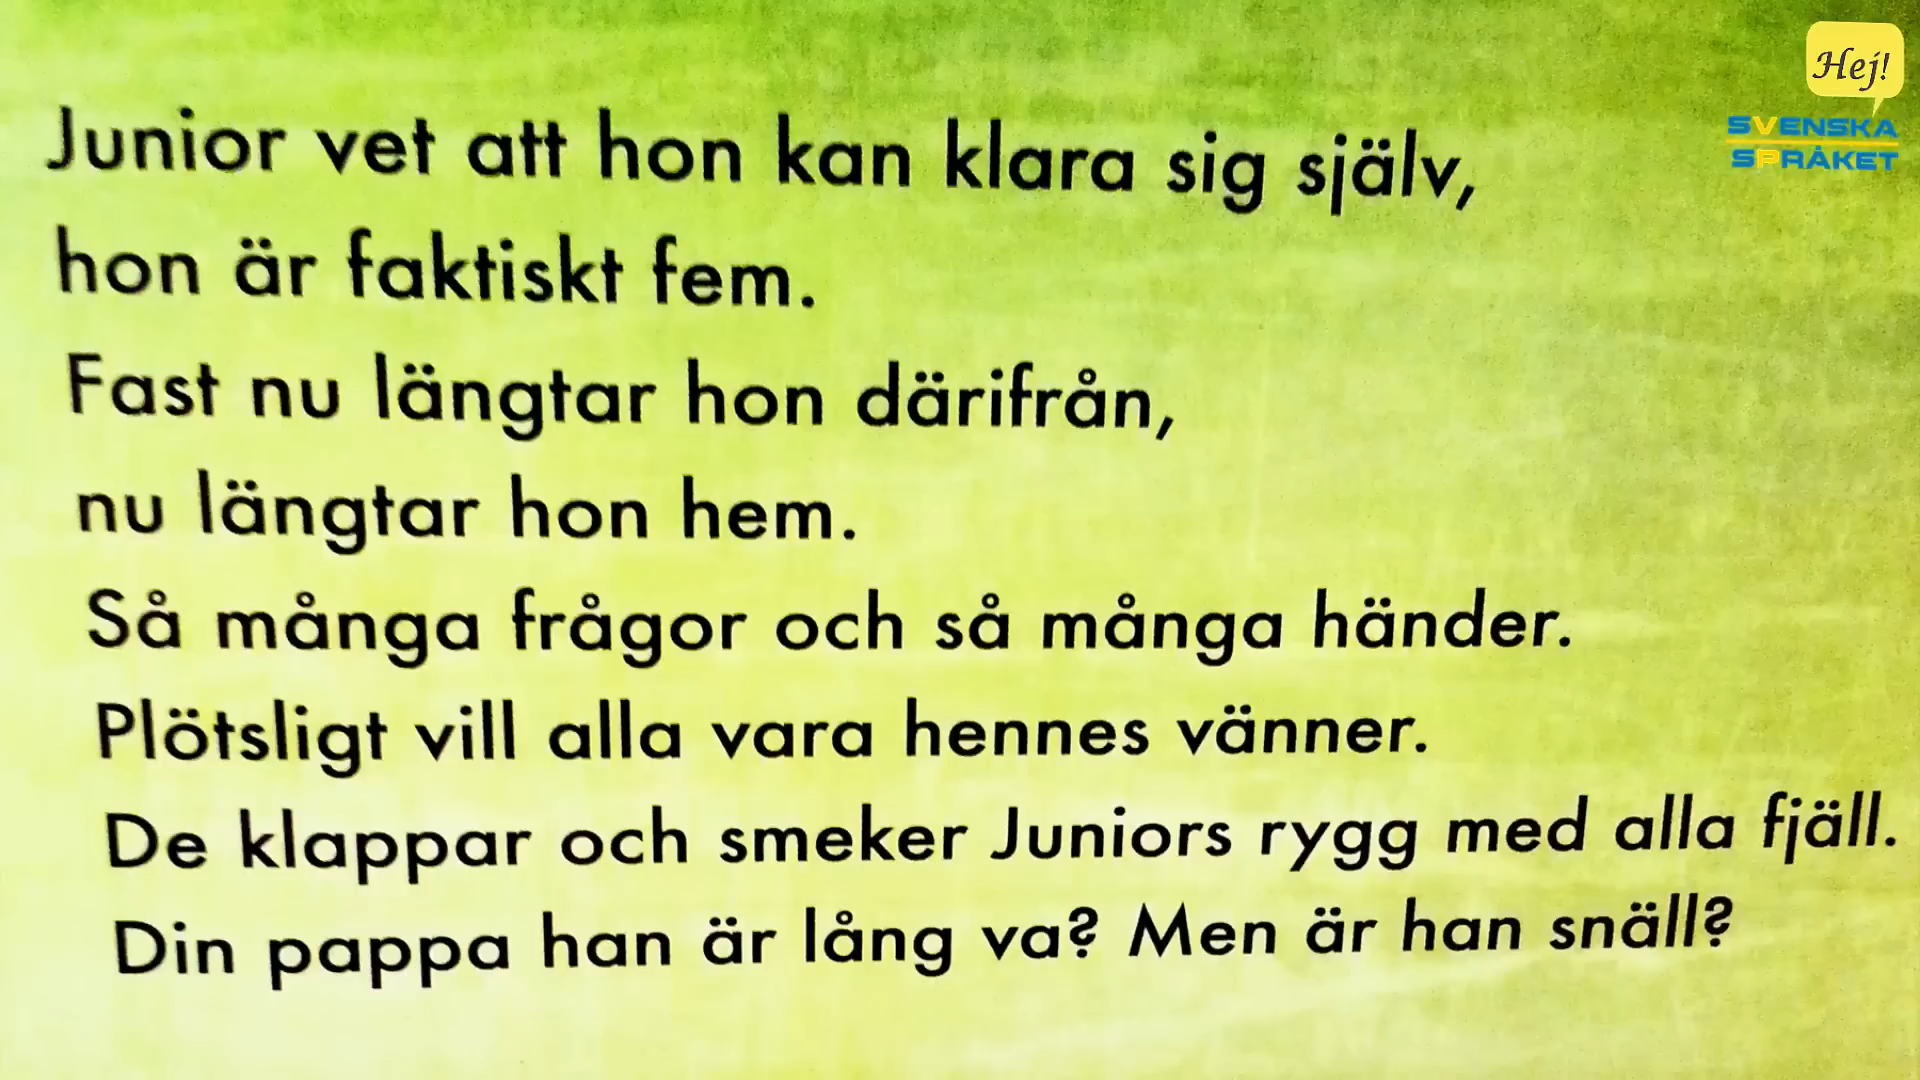 Hej!
SVENSKA
SPRÅKET
Junior vet att hon kan klara sig själv,
hon är faktiskt fem.
Fast nu längtar hon därifrån,
nu längtar hon hem.
Så många frågor och så många händer.
Plötsligt vill alla vara hennes vänner.
De klappar och smeker Juniors rygg med alla fjäll.
Din pappa han är lång va? Men är han snäll?